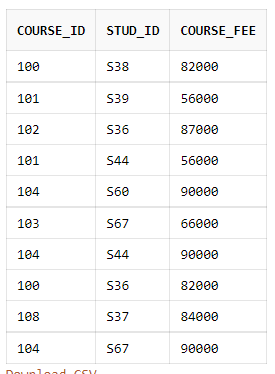 COURSE_ID STUD_ID COURSE_FEE
100 S38 82000
101 S39 56000
102 S36 87000
101 S44 56000
104 S60 90000
103 S67 66000
104 S44 90000
100 S36 82000
108 S37 84000
104 S67 90000
Download CSV